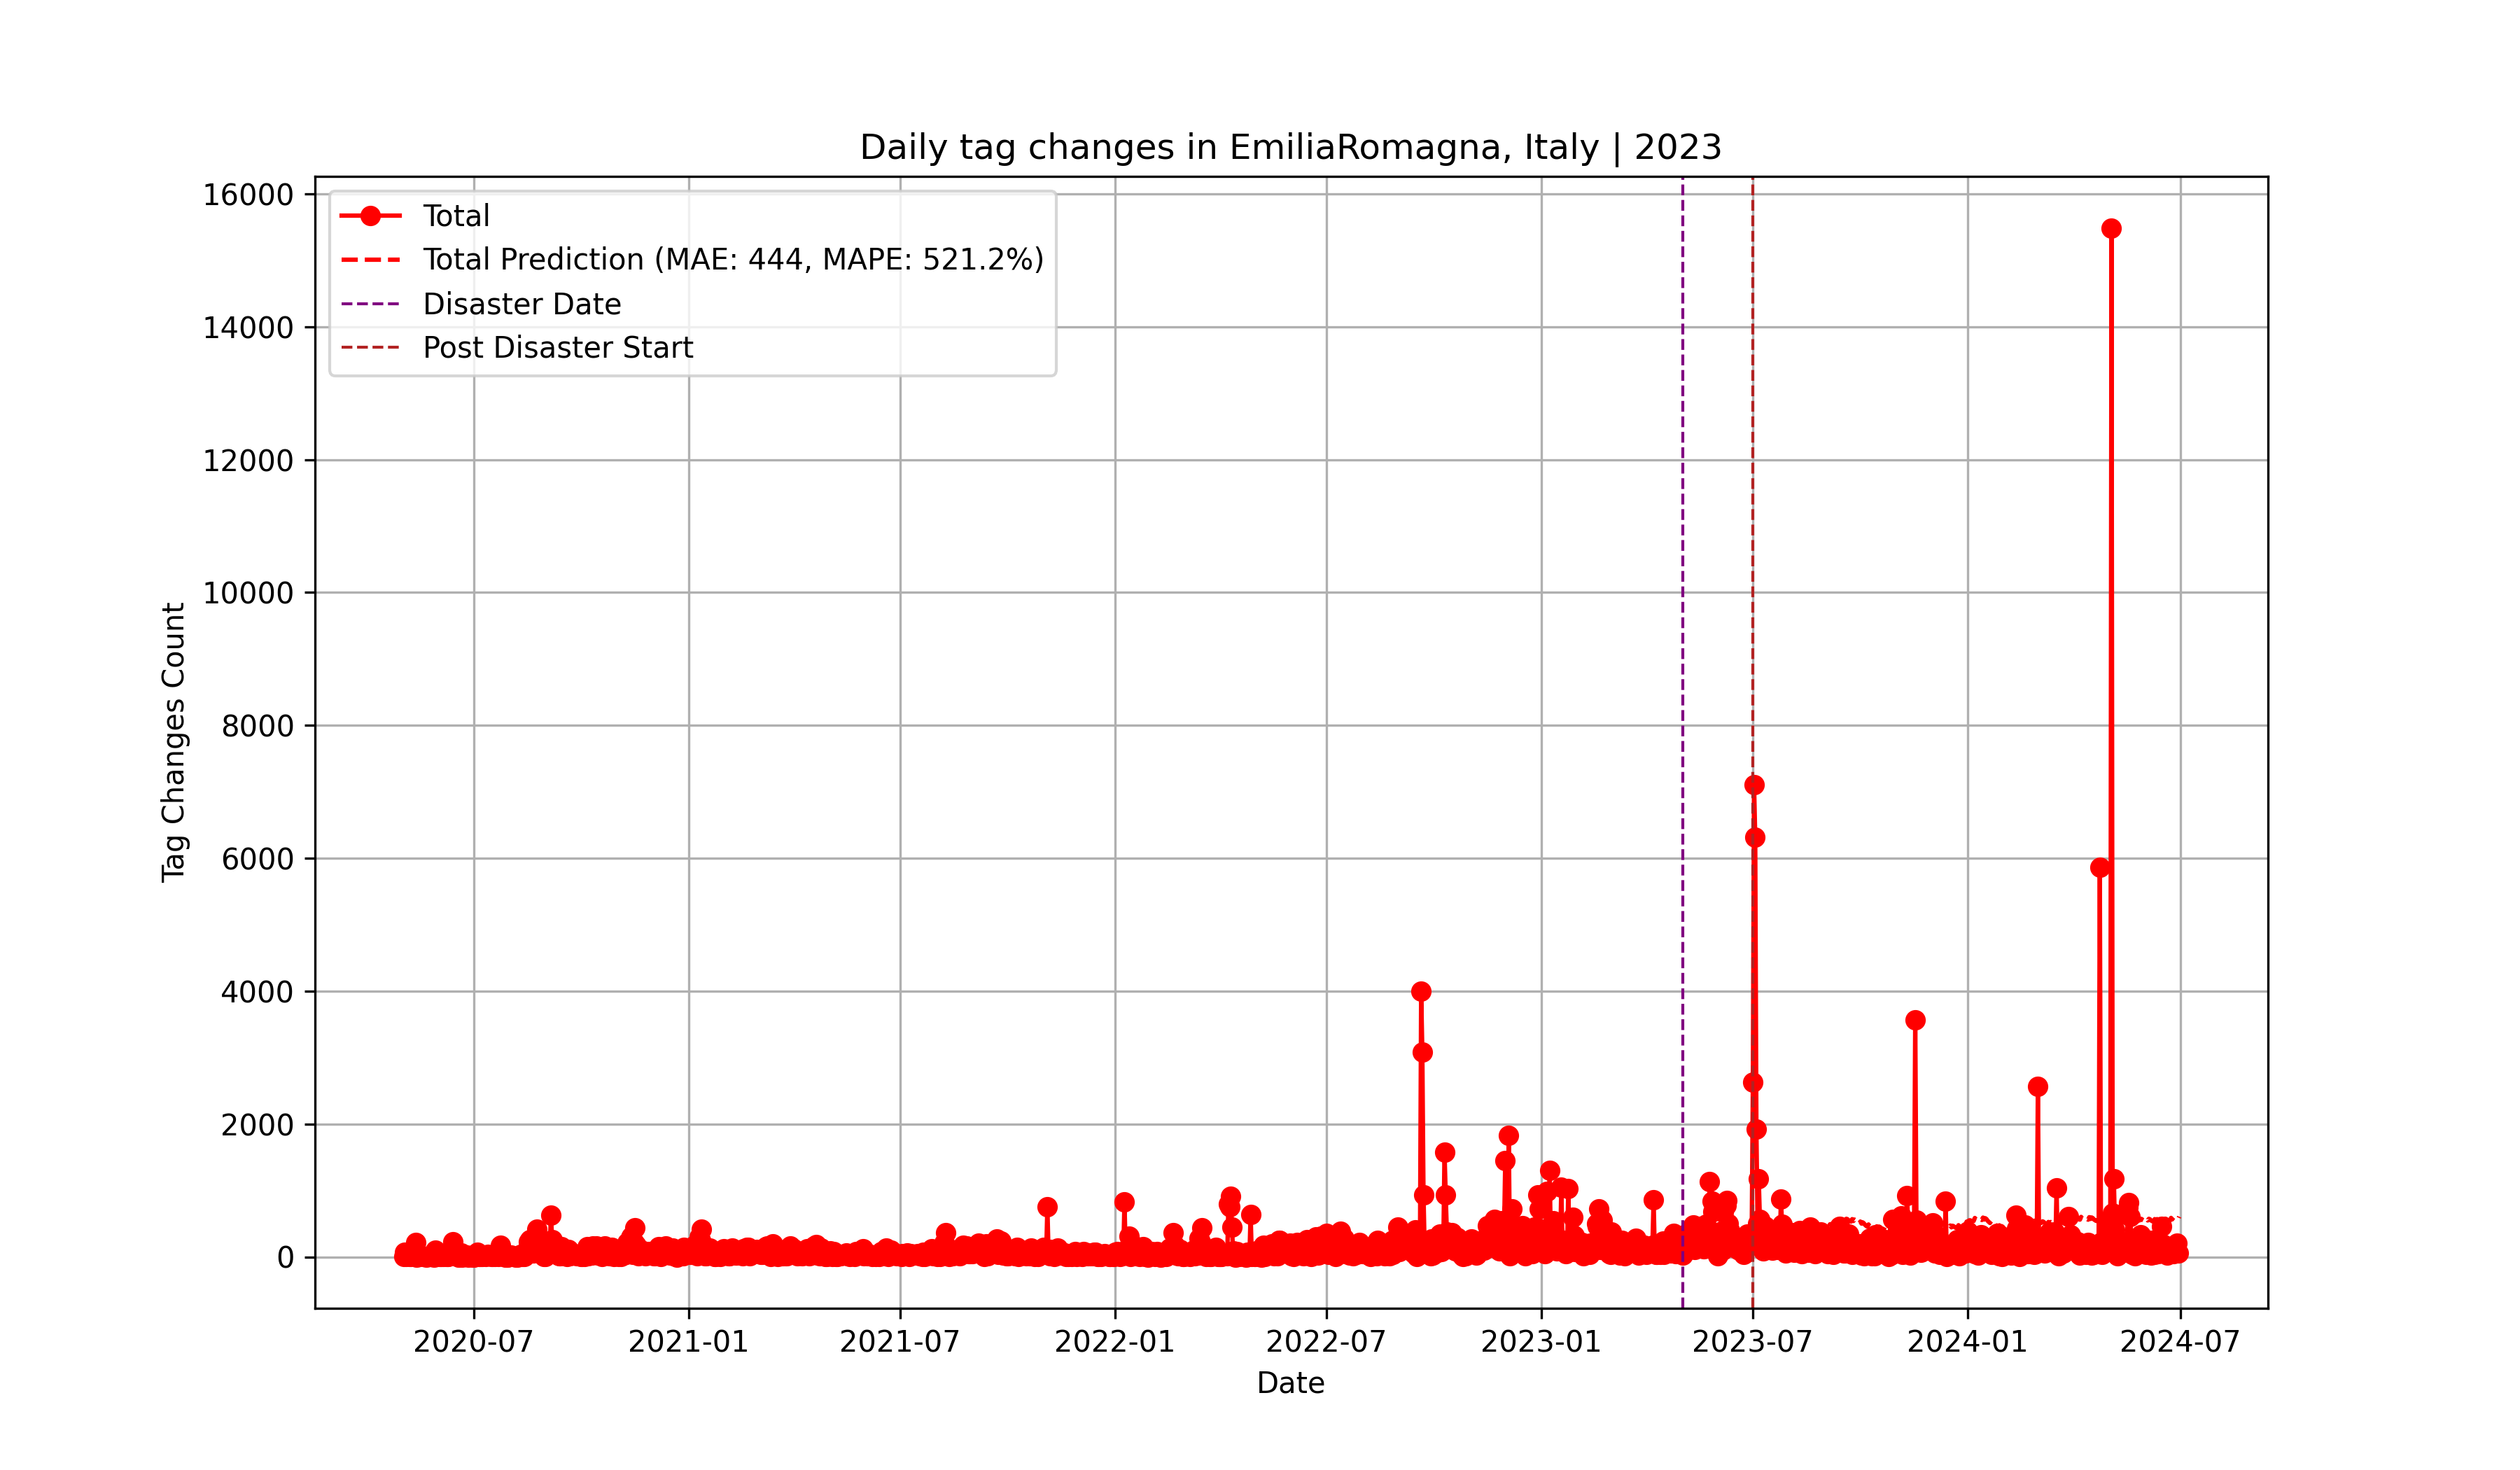 Daily tag changes in EmiliaRomagna, Italy | 2023
Total
Total Prediction (MAE: 444, MAPE: 521.2%)
Disaster Date
Post Disaster Start
16000
14000
12000
10000
8000
6000
4000
2000
0
Tag Changes Count
2020-07
2021-01
2021-07
2022-01
2022-07
2023-01
2023-07
2024-01
2024-07
Date